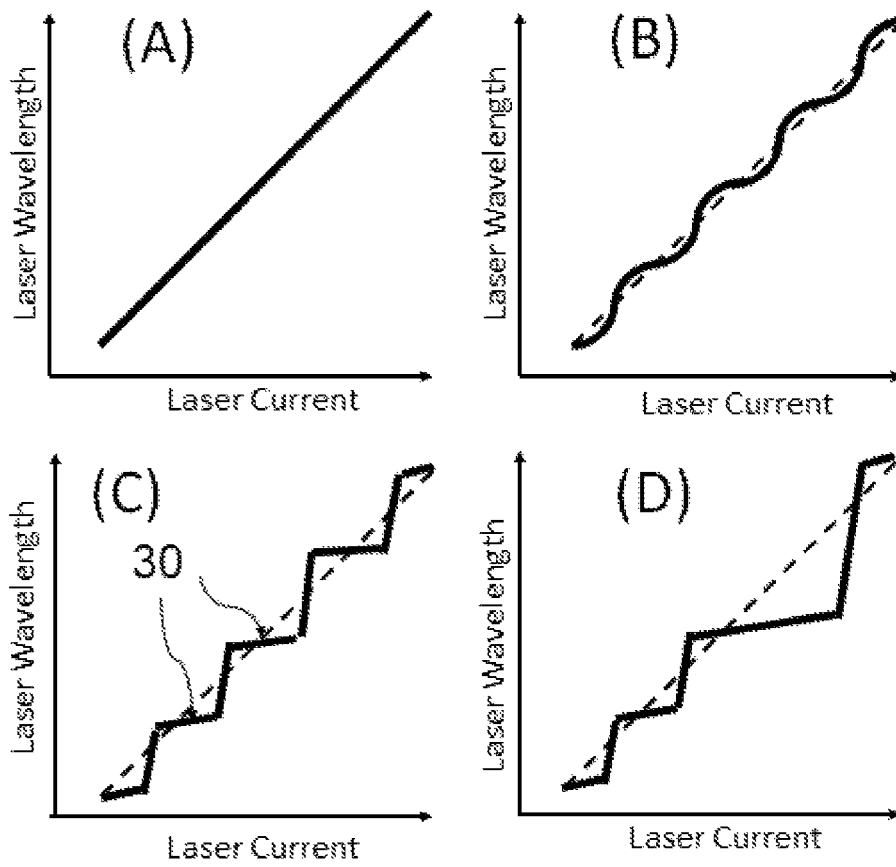 (A)
Laser Wavelength
Laser Current
(B)
Laser Wavelength
Laser Current
(C)
30
Laser Wavelength
Laser Current
(D)
Laser Wavelength
Laser Current